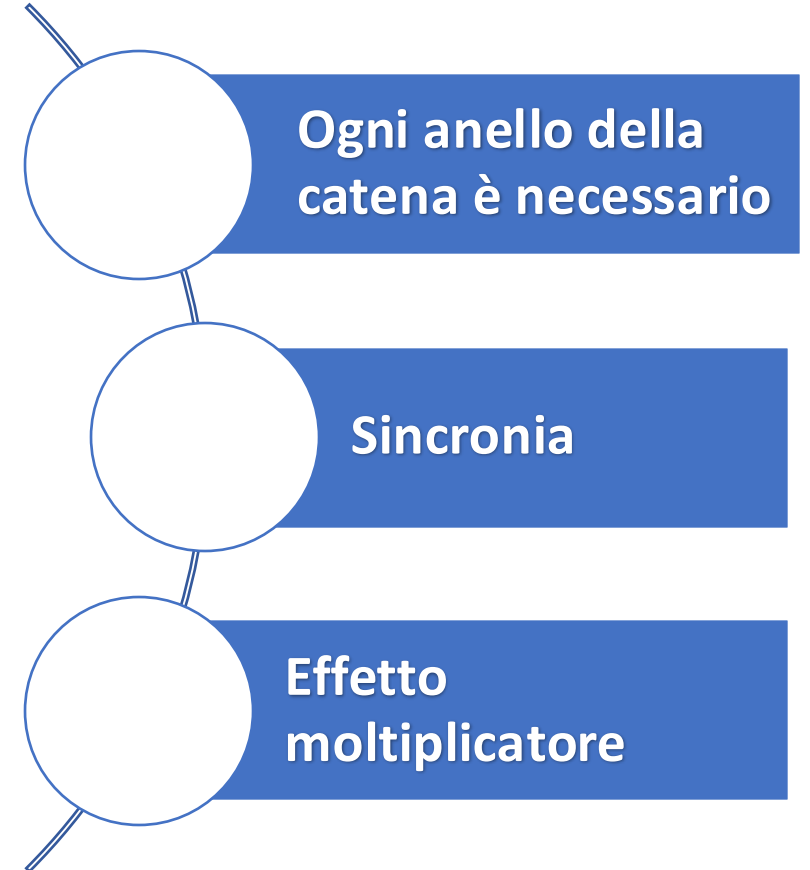 Ogni anello della
catena è necessario
Sincronia
Effetto
moltiplicatore